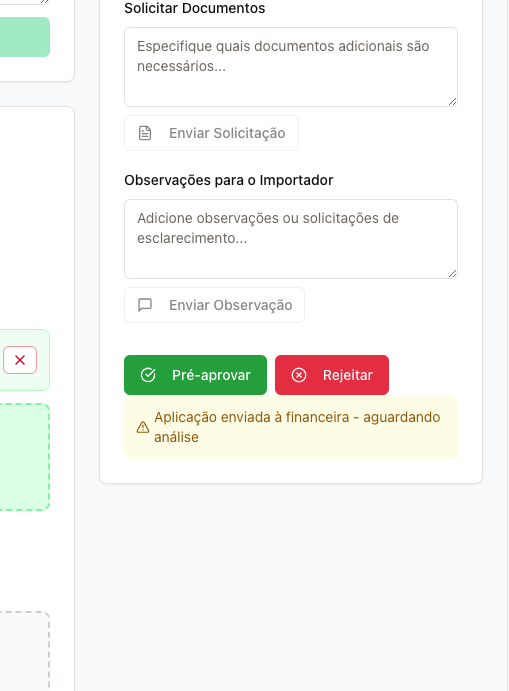 Solicitar Documentos
Especifique quais documentos adicionais são
necessários...
Enviar Solicitação
Observações para o Importador
Adicione observações ou solicitações de
esclarecimento...
Enviar Observação
Pré-aprovar
Rejeitar
Aplicação enviada à financeira - aguardando
análise